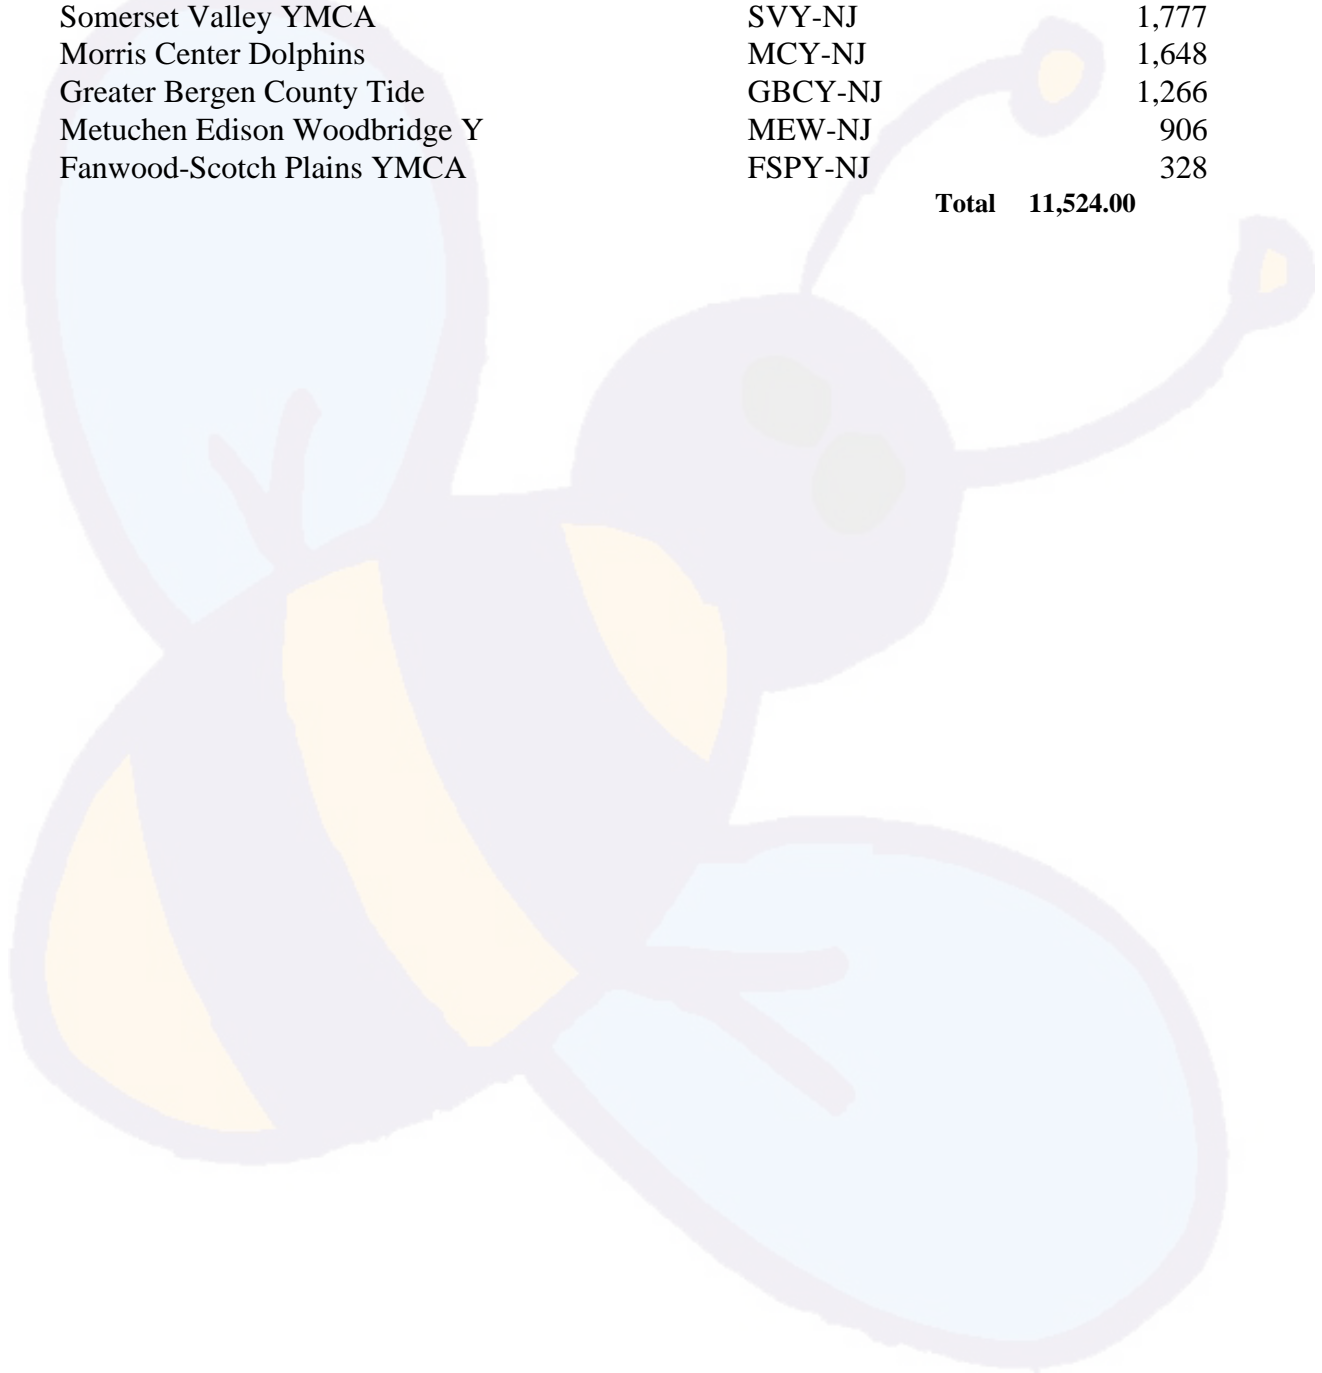 Somerset Valley YMCA SVY-NJ 1,777
Morris Center Dolphins MCY-NJ 1,648
Greater Bergen County Tide GBCY-NJ 1,266
Metuchen Edison Woodbridge Y MEW-NJ 906
Fanwood-Scotch Plains YMCA FSPY-NJ 328
Total 11,524.00